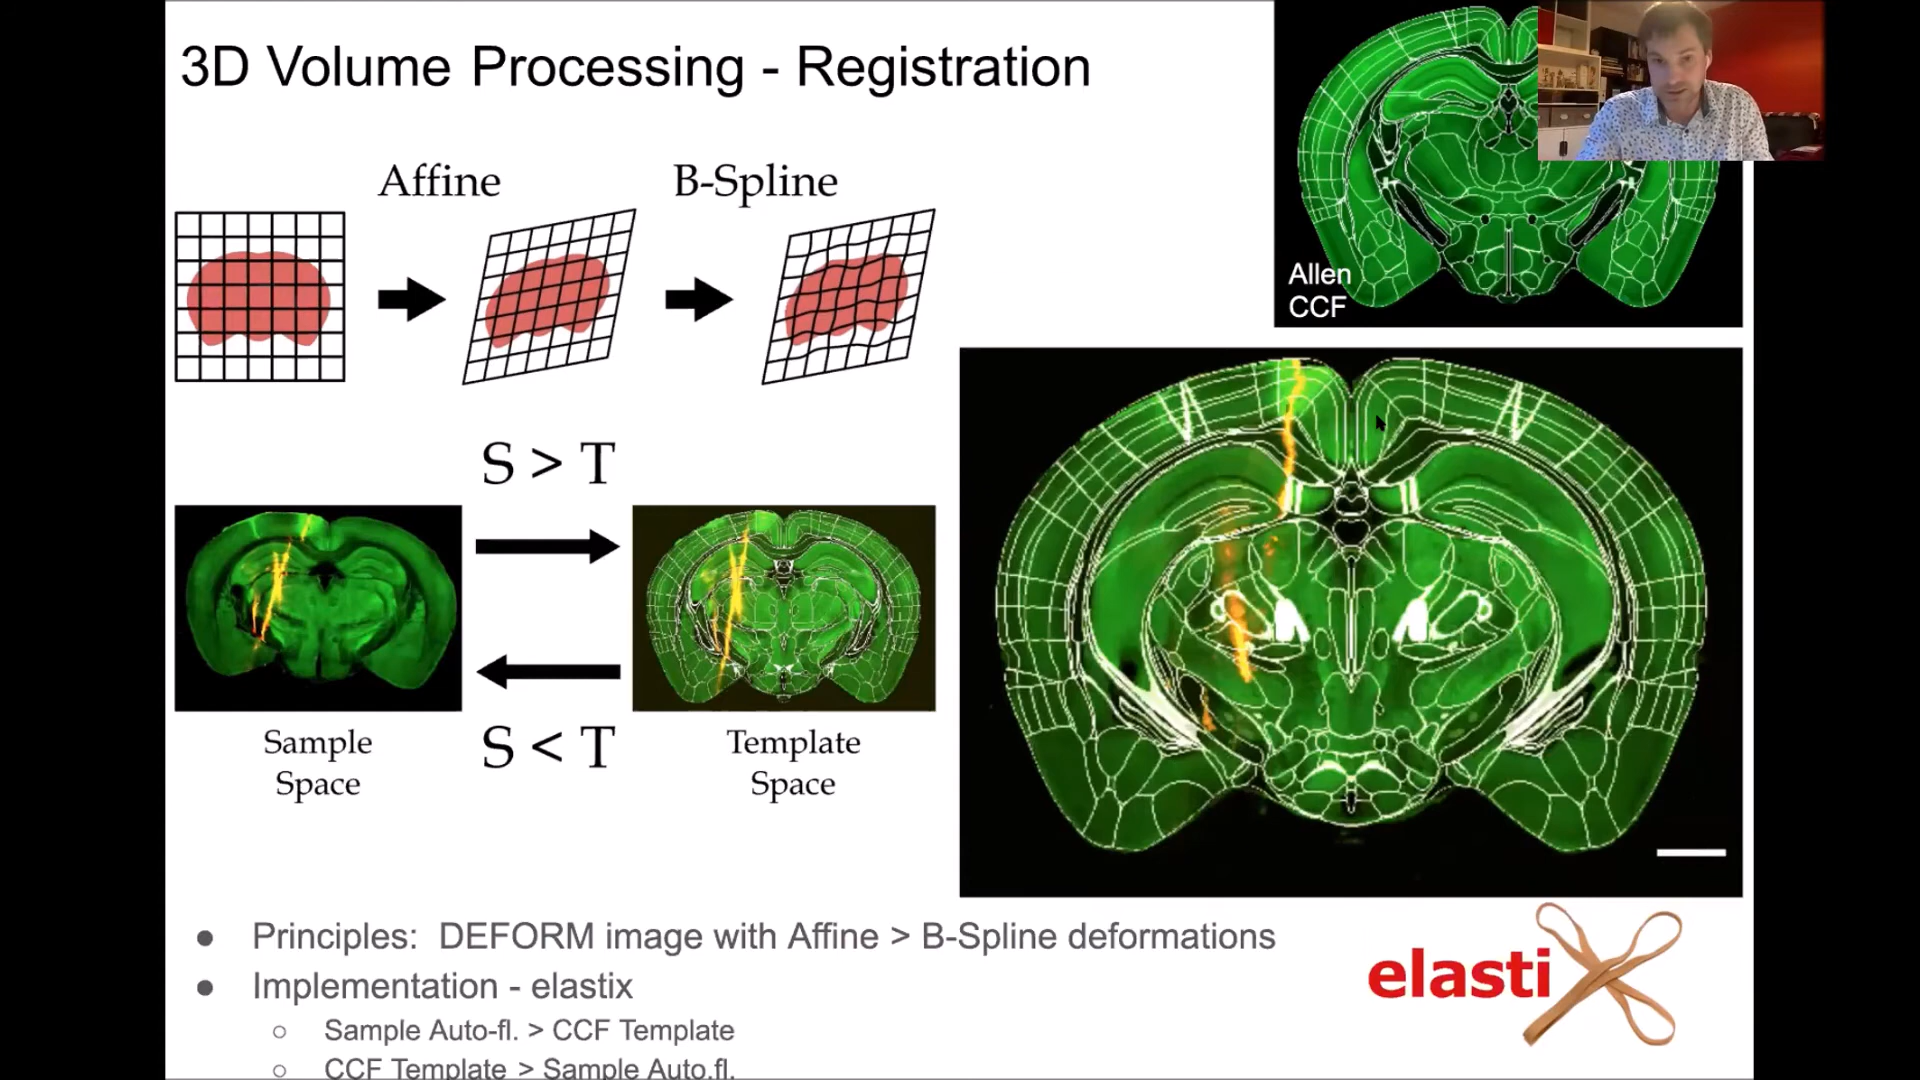 3D Volume Processing - Registration
Affine
B-Spline
Allen
CCF
S > T
S < T
Sample
Space
Template
Space
● Principles: DEFORM image with Affine > B-Spline deformations
● Implementation - elastix
○ Sample Auto-fl. > CCF Template
○ CCF Template > Sample Auto.fl.
elastiX